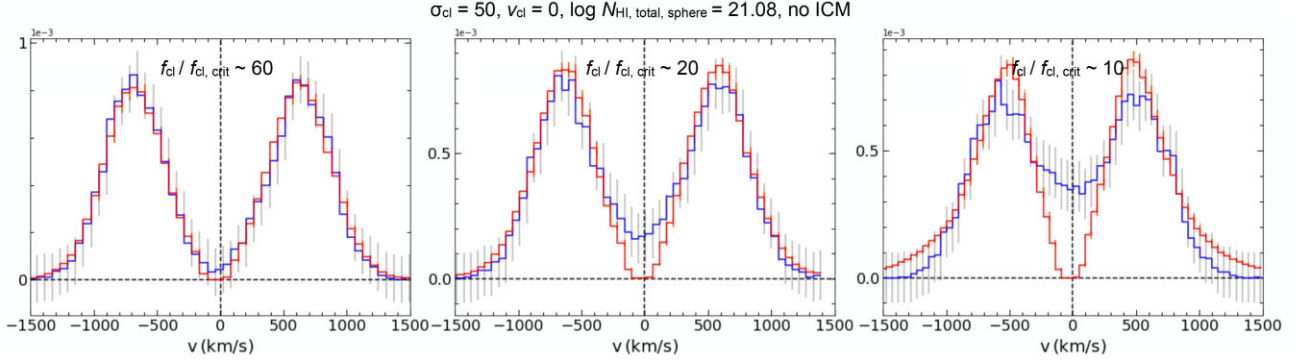 σcl = 50, vcl = 0, log NHI, total, sphere = 21.08, no ICM
1e−3
1e−3
1e−3
fcl / fcl, crit ~ 60
fcl / fcl, crit ~ 20
fcl / fcl, crit ~ 10
1
0
0.5
0.0
0.5
0.0
−1500 −1000 −500 0 500 1000 1500
−1500 −1000 −500 0 500 1000 1500
−1500 −1000 −500 0 500 1000 1500
v (km/s)
v (km/s)
v (km/s)